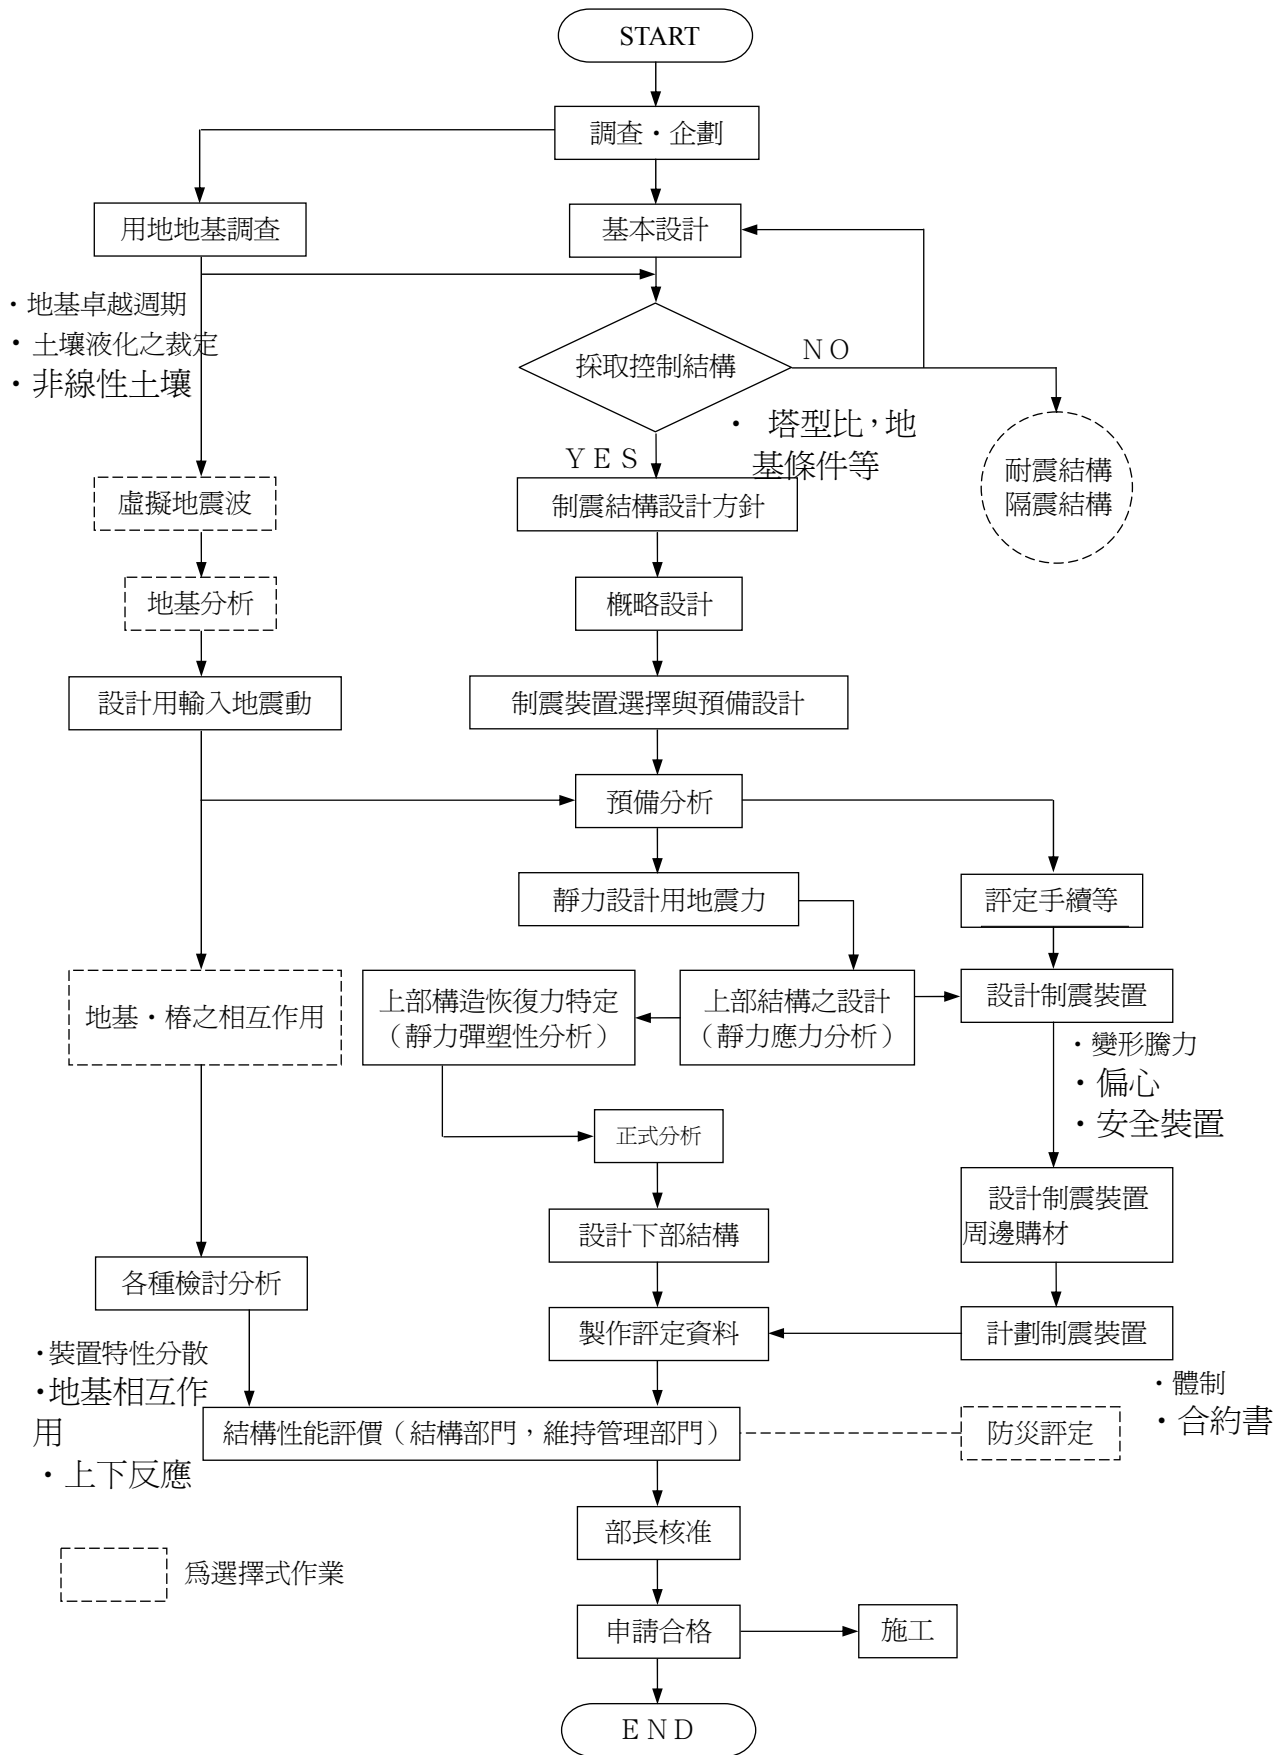 START
調查・企劃
用地地基調查
基本設計
・地基卓越週期
・土壤液化之裁定
・非線性土壤
採取控制結構
ＮＯ
・ 塔型比，地
基條件等
ＹＥＳ
耐震結構
隔震結構
虛擬地震波
制震結構設計方針
地基分析
概略設計
設計用輸入地震動
制震裝置選擇與預備設計
預備分析
靜力設計用地震力
評定手續等
地基・樁之相互作用
上部構造恢復力特定
（靜力彈塑性分析）
上部結構之設計
（靜力應力分析）
設計制震裝置
・變形騰力
・偏心
・安全裝置
正式分析
設計制震裝置
周邊購材
設計下部結構
各種檢討分析
製作評定資料
計劃制震裝置
・裝置特性分散
・地基相互作
用
・上下反應
・體制
・合約書
結構性能評價（結構部門，維持管理部門）
防災評定
部長核准
為選擇式作業
申請合格
施工
ＥＮＤ